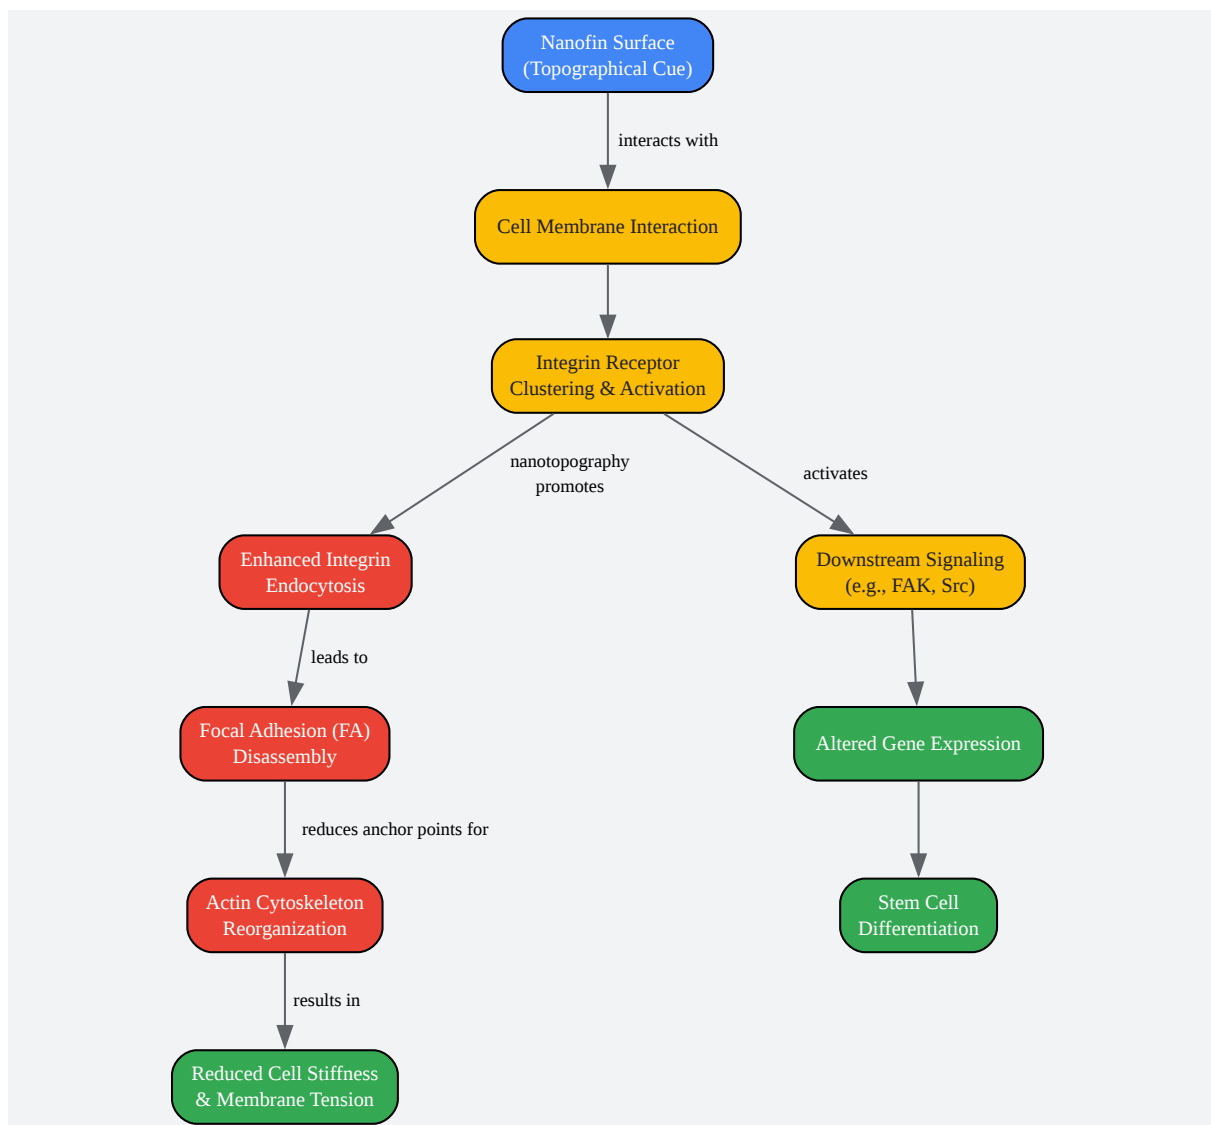 Nanofin Surface
(Topographical Cue)
interacts with
Cell Membrane Interaction
Integrin Receptor
Clustering & Activation
nanotopography
promotes
activates
Enhanced Integrin
Endocytosis
Downstream Signaling
(e.g., FAK, Src)
leads to
Focal Adhesion (FA)
Disassembly
Altered Gene Expression
reduces anchor points for
Actin Cytoskeleton
Reorganization
Stem Cell
Differentiation
results in
Reduced Cell Stiffness
& Membrane Tension